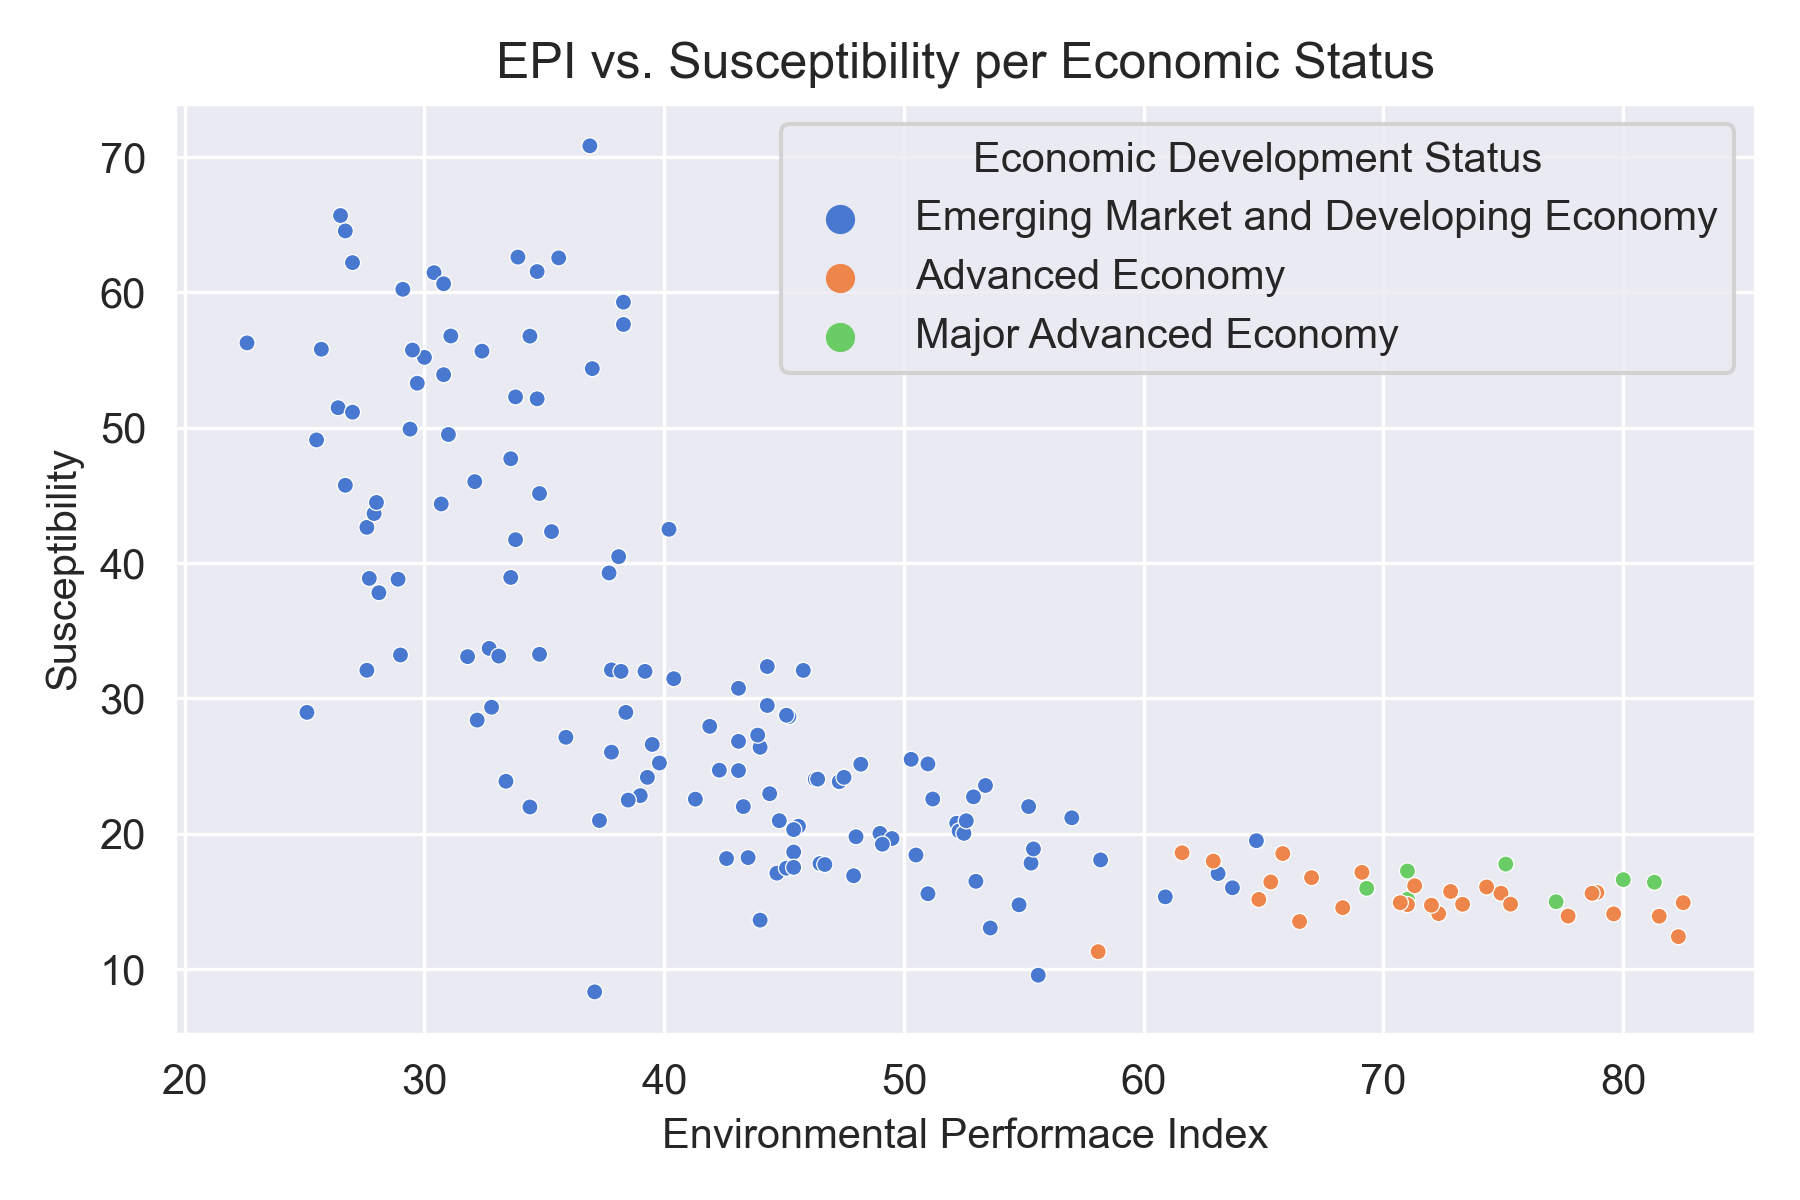 EPI vs. Susceptibility per Economic Status
Economic Development Status
Emerging Market and Developing Economy
Advanced Economy
Major Advanced Economy
Susceptibility
70
60
50
40
30
20
10
20 30 40 50 60 70 80
Environmental Performace Index